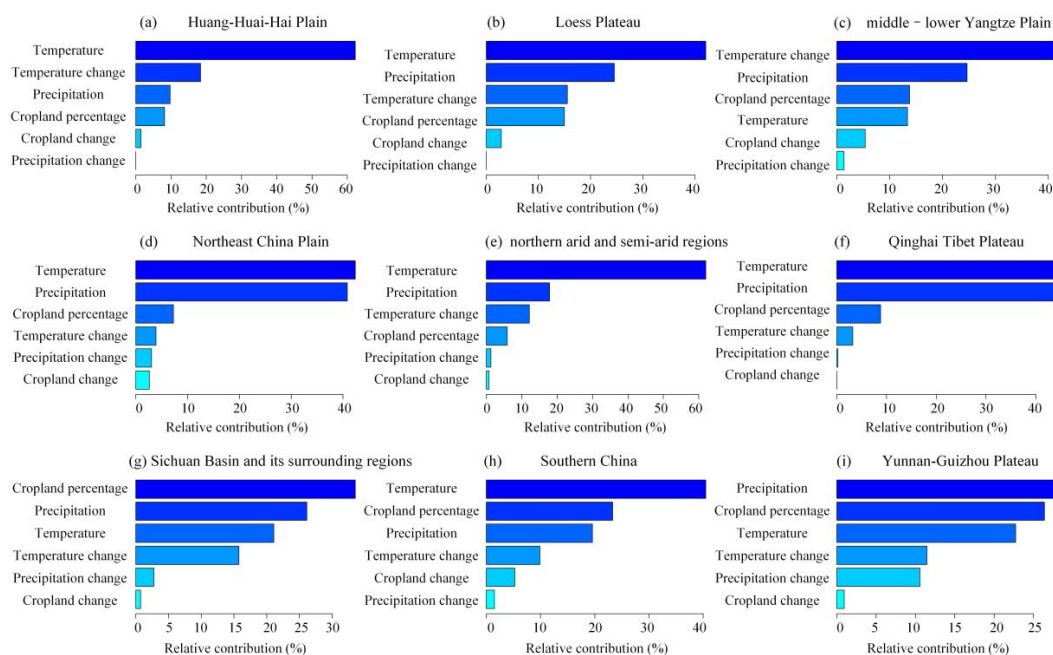 (a) Huang-Huai-Hai Plain
Temperature
Temperature change
Precipitation
Cropland percentage
Cropland change
Precipitation change
0 10 20 30 40 50 60
Relative contribution (%)
(b) Loess Plateau
Temperature
Precipitation
Temperature change
Cropland percentage
Cropland change
Precipitation change
0 10 20 30 40
Relative contribution (%)
(c) middle - lower Yangtze Plain
Temperature change
Precipitation
Cropland percentage
Temperature
Cropland change
Precipitation change
0 10 20 30 40
Relative contribution (%)
(d) Northeast China Plain
Temperature
Precipitation
Cropland percentage
Temperature change
Precipitation change
Cropland change
0 10 20 30 40
Relative contribution (%)
(e) northern arid and semi-arid regions
Temperature
Precipitation
Temperature change
Cropland percentage
Precipitation change
Cropland change
0 10 20 30 40 50 60
Relative contribution (%)
(f) Qinghai Tibet Plateau
Temperature
Precipitation
Cropland percentage
Temperature change
Precipitation change
Cropland change
0 10 20 30 40
Relative contribution (%)
(g) Sichuan Basin and its surrounding regions
Cropland percentage
Precipitation
Temperature
Temperature change
Precipitation change
Cropland change
0 5 10 15 20 25 30
Relative contribution (%)
(h) Southern China
Temperature
Cropland percentage
Precipitation
Temperature change
Cropland change
Precipitation change
0 10 20 30 40
Relative contribution (%)
(i) Yunnan-Guizhou Plateau
Precipitation
Cropland percentage
Temperature
Temperature change
Precipitation change
Cropland change
0 5 10 15 20 25
Relative contribution (%)